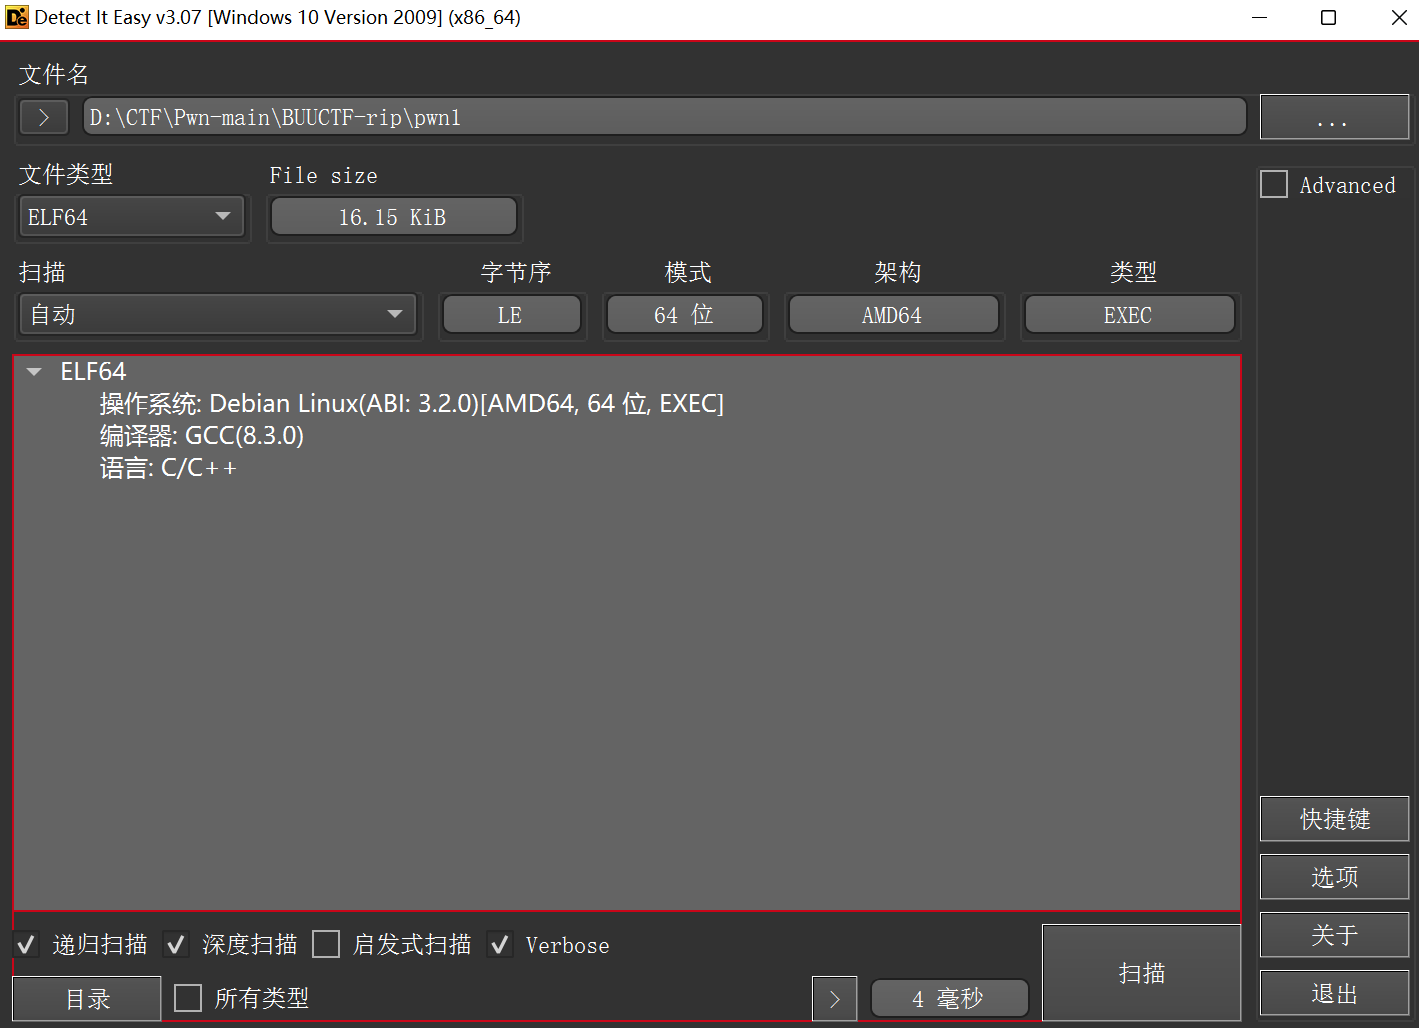 Detect It Easy v3.07 [Windows 10 Version 2009] (x86_64)
文件名
> D:\CTF\Pwn-main\BUUCTF-rip\pwn1 ...
文件类型 File size
ELF64 16.15 KiB
Advanced
扫描 字节序 模式 架构 类型
自动 LE 64 位 AMD64 EXEC
ELF64
操作系统: Debian Linux(ABI: 3.2.0)[AMD64, 64 位, EXEC]
编译器: GCC(8.3.0)
语言: C/C++
快捷键
选项
关于
退出
递归扫描 深度扫描 启发式扫描 Verbose
扫描
目录 所有类型 > 4 毫秒